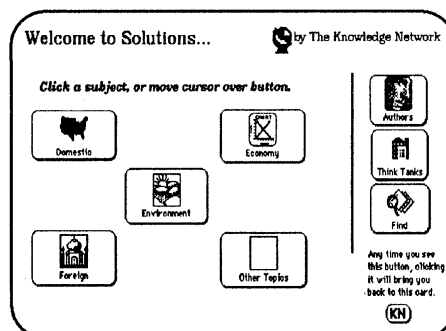 Welcome to Solutions...
by The Knowledge Network
Click a subject, or move cursor over button.
Domestic
Economy
Environment
Foreign
Other Topics
Authors
Think Tanks
Find
Any time you see
this button, clicking
it will bring you
back to this card.
KN